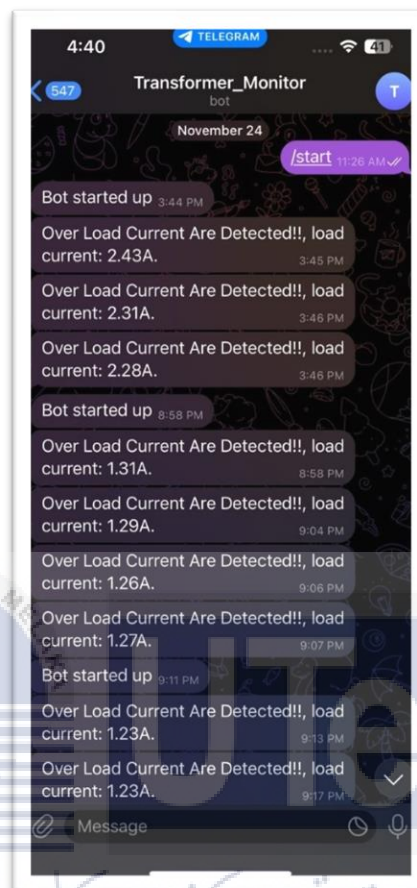 4:40
TELEGRAM
41
547
Transformer_Monitor
bot
T
November 24
/start 11:26 AM
Bot started up 3:44 PM
Over Load Current Are Detected!!, load
current: 2.43A. 3:45 PM
Over Load Current Are Detected!!, load
current: 2.31A. 3:46 PM
Over Load Current Are Detected!!, load
current: 2.28A. 3:46 PM
Bot started up 8:58 PM
Over Load Current Are Detected!!, load
current: 1.31A. 8:58 PM
Over Load Current Are Detected!!, load
current: 1.29A. 9:04 PM
Over Load Current Are Detected!!, load
current: 1.26A. 9:06 PM
Over Load Current Are Detected!!, load
current: 1.27A. 9:07 PM
Bot started up 9:11 PM
Over Load Current Are Detected!!, load
current: 1.23A. 9:13 PM
Over Load Current Are Detected!!, load
current: 1.23A. 9:17 PM
Message
UTe